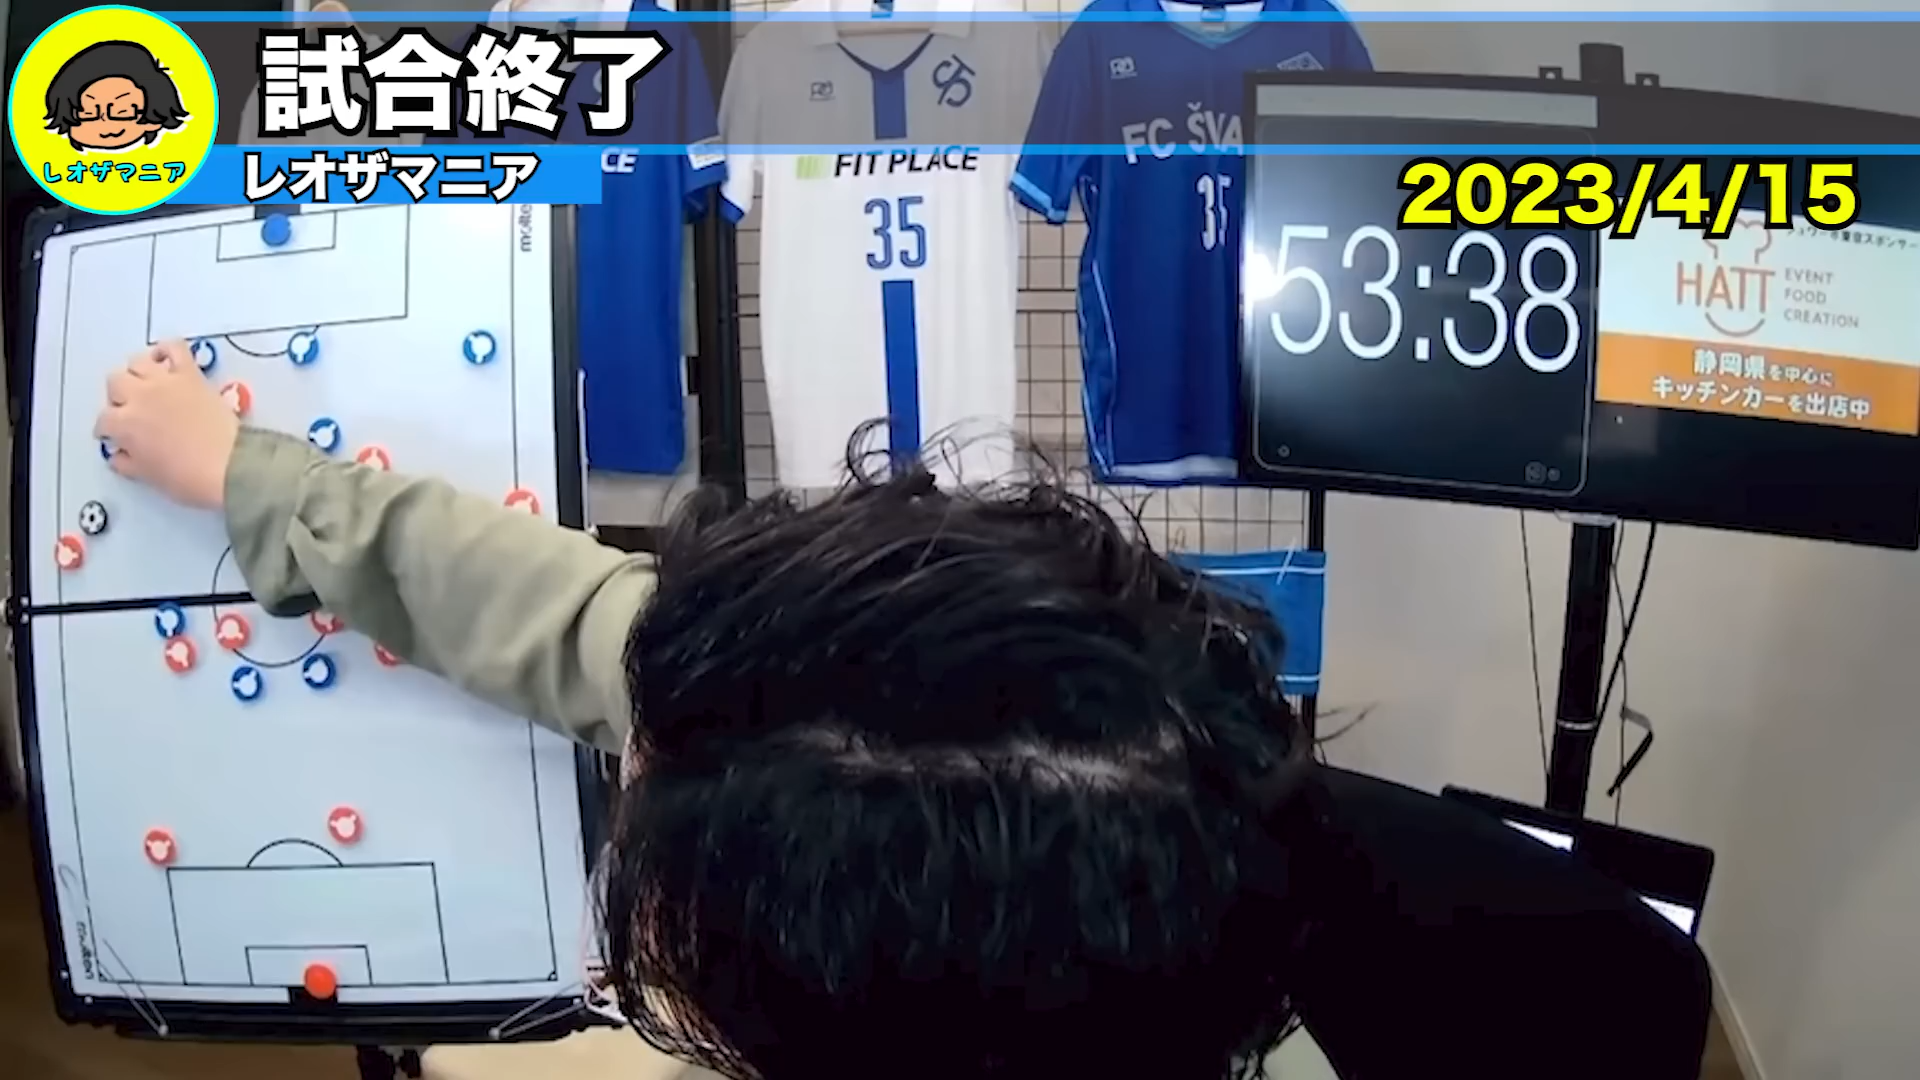 試合終了
レオザマニア
レオザマニア
2023/4/15
CE
FIT PLACE
35
FC ŠVA
35
53:38
HATT
EVENT
FOOD
CREATION
静岡県を中心に
キッチンカーを出店中
molten